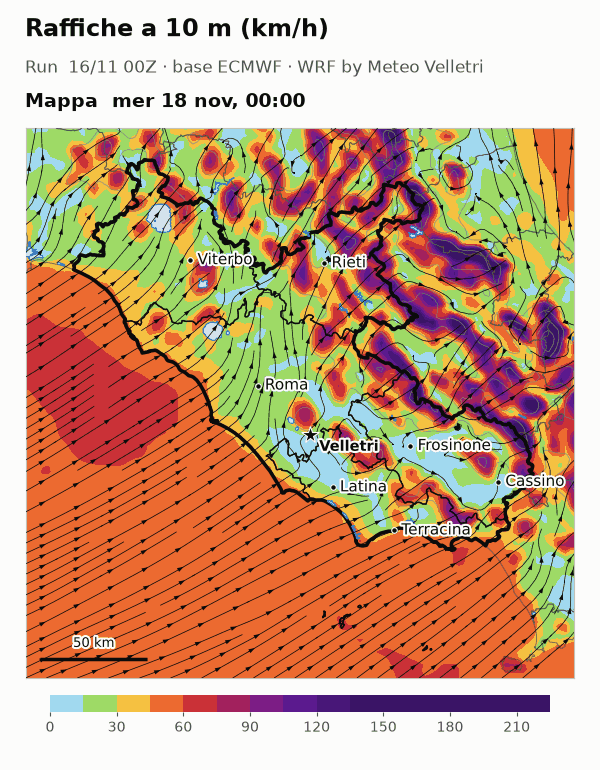 Raffiche a 10 m (km/h)
Run 16/11 00Z · base ECMWF · WRF by Meteo Velletri
Mappa mer 18 nov, 00:00
Viterbo
Rieti
Roma
Velletri
Frosinone
Latina
Cassino
Terracina
50 km
0 30 60 90 120 150 180 210